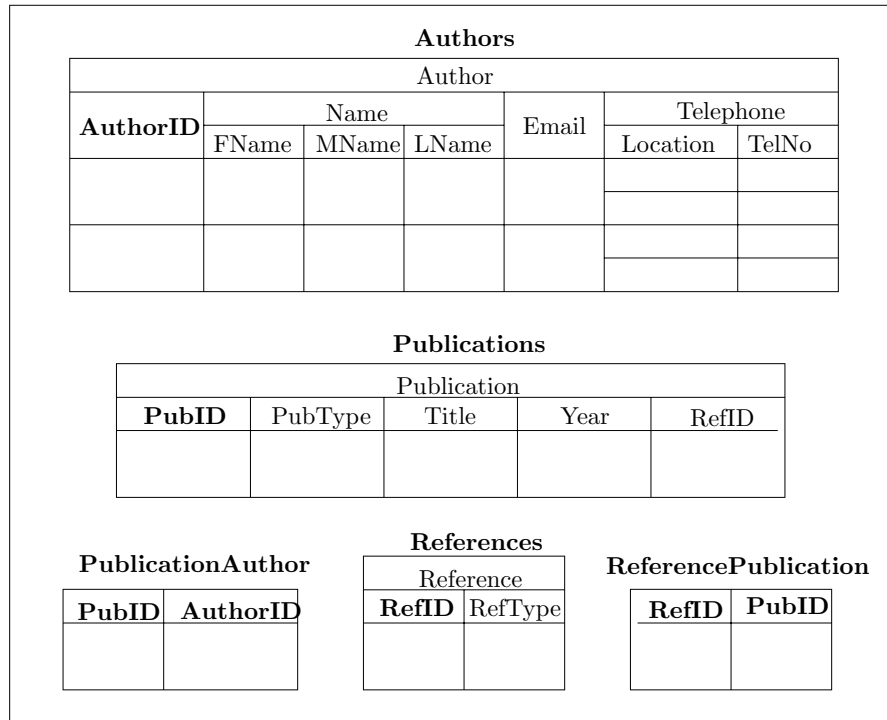 Authors
Author
AuthorID Name Email Telephone
FName MName LName Location TelNo
Publications
Publication
PubID PubType Title Year RefID
PublicationAuthor
PubID AuthorID
References
Reference
RefID RefType
ReferencePublication
RefID PubID